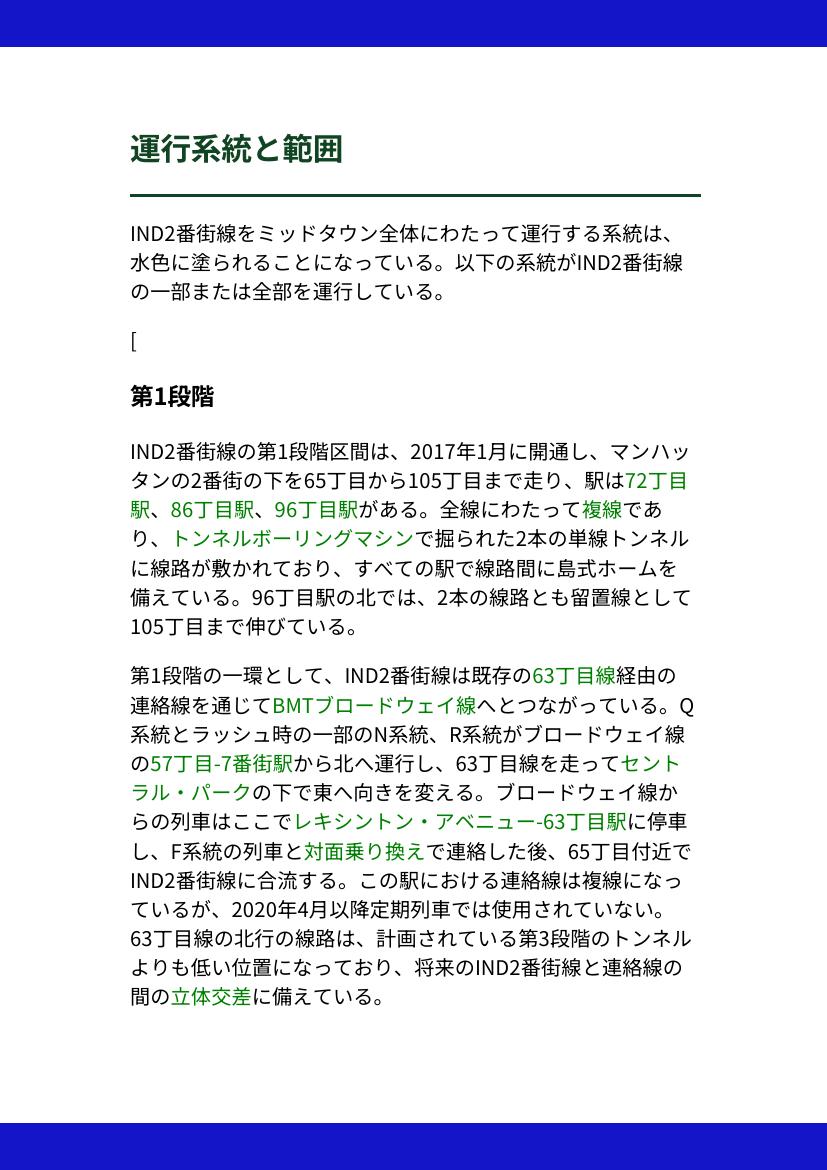 運行系統と範囲
IND2番街線をミッドタウン全体にわたって運行する系統は、
水色に塗られることになっている。以下の系統がIND2番街線
の一部または全部を運行している。
[
第1段階
IND2番街線の第1段階区間は、2017年1月に開通し、マンハッ
タンの2番街の下を65丁目から105丁目まで走り、駅は72丁目
駅、86丁目駅、96丁目駅がある。全線にわたって複線であ
り、トンネルボーリングマシンで掘られた2本の単線トンネル
に線路が敷かれており、すべての駅で線路間に島式ホームを
備えている。96丁目駅の北では、2本の線路とも留置線として
105丁目まで伸びている。
第1段階の一環として、IND2番街線は既存の63丁目線経由の
連絡線を通じてBMTブロードウェイ線へとつながっている。Q
系統とラッシュ時の一部のN系統、R系統がブロードウェイ線
の57丁目-7番街駅から北へ運行し、63丁目線を走ってセント
ラル・パークの下で東へ向きを変える。ブロードウェイ線か
らの列車はここでレキシントン・アベニュー-63丁目駅に停車
し、F系統の列車と対面乗り換えで連絡した後、65丁目付近で
IND2番街線に合流する。この駅における連絡線は複線になっ
ているが、2020年4月以降定期列車では使用されていない。
63丁目線の北行の線路は、計画されている第3段階のトンネル
よりも低い位置になっており、将来のIND2番街線と連絡線の
間の立体交差に備えている。